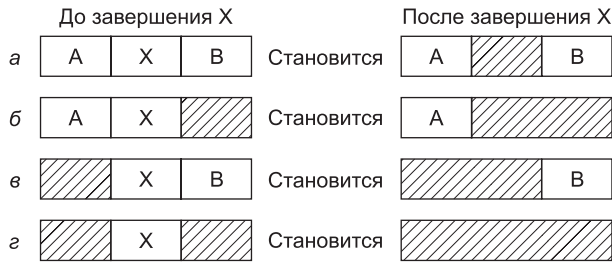 До завершения X После завершения X
а A X B Становится A B
б A X Становится A
в X B Становится B
г X Становится